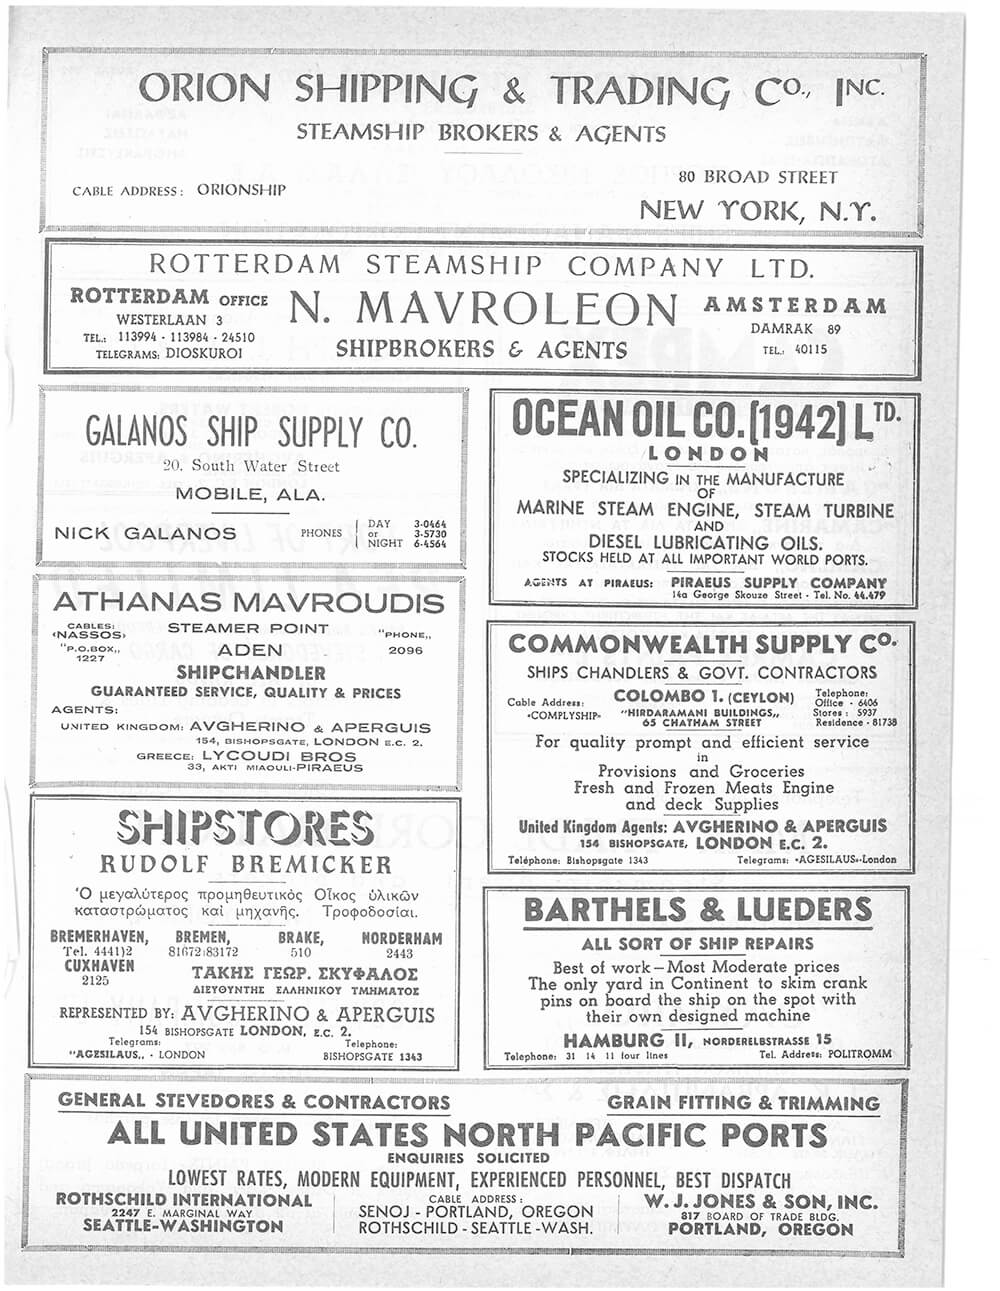 ORION SHIPPING & TRADING Co., INC.
STEAMSHIP BROKERS & AGENTS
CABLE ADDRESS: ORIONSHIP
80 BROAD STREET
NEW YORK, N.Y.
ROTTERDAM STEAMSHIP COMPANY LTD.
ROTTERDAM OFFICE
WESTERLAAN 3
TEL.: 113994 - 113984 - 24510
TELEGRAMS: DIOSKUROI
N. MAVROLEON
SHIPBROKERS & AGENTS
AMSTERDAM
DAMRAK 89
TEL.: 40115
GALANOS SHIP SUPPLY CO.
20. South Water Street
MOBILE, ALA.
NICK GALANOS
PHONES
DAY 3-0464
or 3-5730
NIGHT 6-4564
OCEAN OIL CO. [1942] LTD.
LONDON
SPECIALIZING IN THE MANUFACTURE
OF
MARINE STEAM ENGINE, STEAM TURBINE
AND
DIESEL LUBRICATING OILS.
STOCKS HELD AT ALL IMPORTANT WORLD PORTS.
AGENTS AT PIRAEUS: PIRAEUS SUPPLY COMPANY
14a George Skouze Street - Tel. No. 44.479
ATHANAS MAVROUDIS
CABLES:
‹NASSOS›
"P.O.BOX,,
1227
STEAMER POINT
ADEN
"PHONE,,
2096
SHIPCHANDLER
GUARANTEED SERVICE, QUALITY & PRICES
AGENTS:
UNITED KINGDOM: AVGHERINO & APERGUIS
154, BISHOPSGATE, LONDON E.C. 2.
GREECE: LYCOUDI BROS
33, AKTI MIAOULI-PIRAEUS
COMMONWEALTH SUPPLY Co.
SHIPS CHANDLERS & GOVT. CONTRACTORS
Cable Address:
«COMPLYSHIP»
COLOMBO 1. (CEYLON)
"HIRDARAMANI BUILDINGS,,
65 CHATHAM STREET
Telephone:
Office - 6406
Stores: 5937
Residence - 81738
For quality prompt and efficient service
in
Provisions and Groceries
Fresh and Frozen Meats Engine
and deck Supplies
United Kingdom Agents: AVGHERINO & APERGUIS
154 BISHOPSGATE, LONDON E.C. 2.
Teléphone: Bishopsgate 1343
Telegrams: «AGESILAUS»-London
SHIPSTORES
RUDOLF BREMICKER
Ὁ μεγαλύτερος προμηθευτικὸς Οἶκος ὑλικῶν
καταστρώματος καὶ μηχανῆς. Τροφοδοσίαι.
BREMERHAVEN,
Tel. 4441)2
BREMEN,
81672:83172
BRAKE,
510
NORDERHAM
2443
CUXHAVEN
2125
ΤΑΚΗΣ ΓΕΩΡ. ΣΚΥΦΑΛΟΣ
ΔΙΕΥΘΥΝΤΗΣ ΕΛΛΗΝΙΚΟΥ ΤΜΗΜΑΤΟΣ
REPRESENTED BY: AVGHERINO & APERGUIS
154 BISHOPSGATE LONDON, E.C. 2.
Telegrams:
"AGESILAUS,, - LONDON
Telephone:
BISHOPSGATE 1343
BARTHELS & LUEDERS
ALL SORT OF SHIP REPAIRS
Best of work – Most Moderate prices
The only yard in Continent to skim crank
pins on board the ship on the spot with
their own designed machine
HAMBURG II, NORDERELBSTRASSE 15
Telephone: 31 14 11 four lines
Tel. Address: POLITROMM
GENERAL STEVEDORES & CONTRACTORS
GRAIN FITTING & TRIMMING
ALL UNITED STATES NORTH PACIFIC PORTS
ENQUIRIES SOLICITED
LOWEST RATES, MODERN EQUIPMENT, EXPERIENCED PERSONNEL, BEST DISPATCH
ROTHSCHILD INTERNATIONAL
2247 E. MARGINAL WAY
SEATTLE-WASHINGTON
CABLE ADDRESS:
SENOJ - PORTLAND, OREGON
ROTHSCHILD - SEATTLE - WASH.
W. J. JONES & SON, INC.
817 BOARD OF TRADE BLDG.
PORTLAND, OREGON